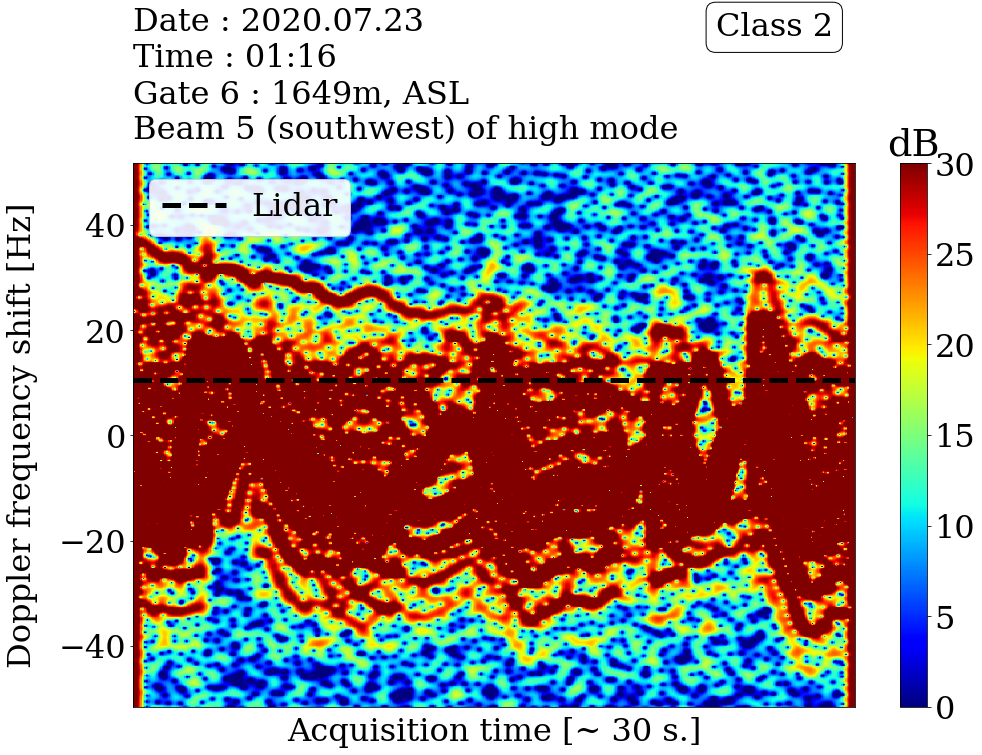 Date : 2020.07.23
Time : 01:16
Gate 6 : 1649m, ASL
Beam 5 (southwest) of high mode
Class 2
dB
Lidar
Doppler frequency shift [Hz]
40
20
0
−20
−40
Acquisition time [~ 30 s.]
30
25
20
15
10
5
0